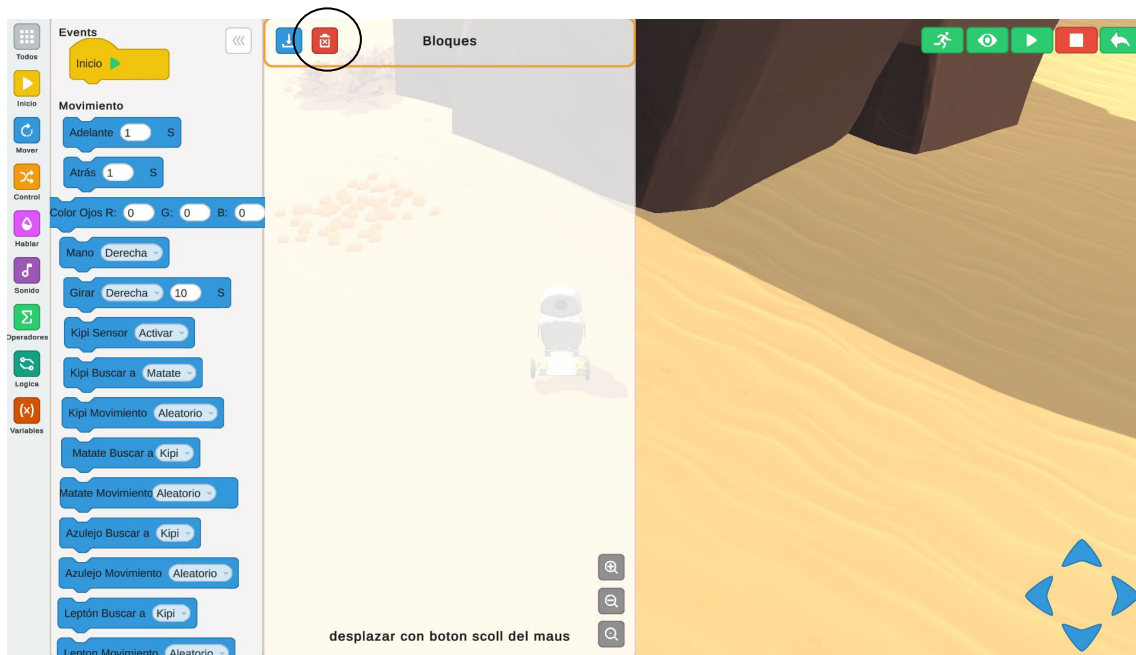 Todos
Inicio
Mover
Control
Hablar
Sonido
Operadores
Logica
(x)
Variables
Events
Inicio
Movimiento
Adelante 1 S
Atrás 1 S
Color Ojos R: 0 G: 0 B: 0
Mano Derecha
Girar Derecha 10 S
Kipi Sensor Activar
Kipi Buscar a Matate
Kipi Movimiento Aleatorio
Matate Buscar a Kipi
Matate Movimiento Aleatorio
Azulejo Buscar a Kipi
Azulejo Movimiento Aleatorio
Leptón Buscar a Kipi
Lepton Movimiento Aleatorio
Bloques
desplazar con boton scoll del maus